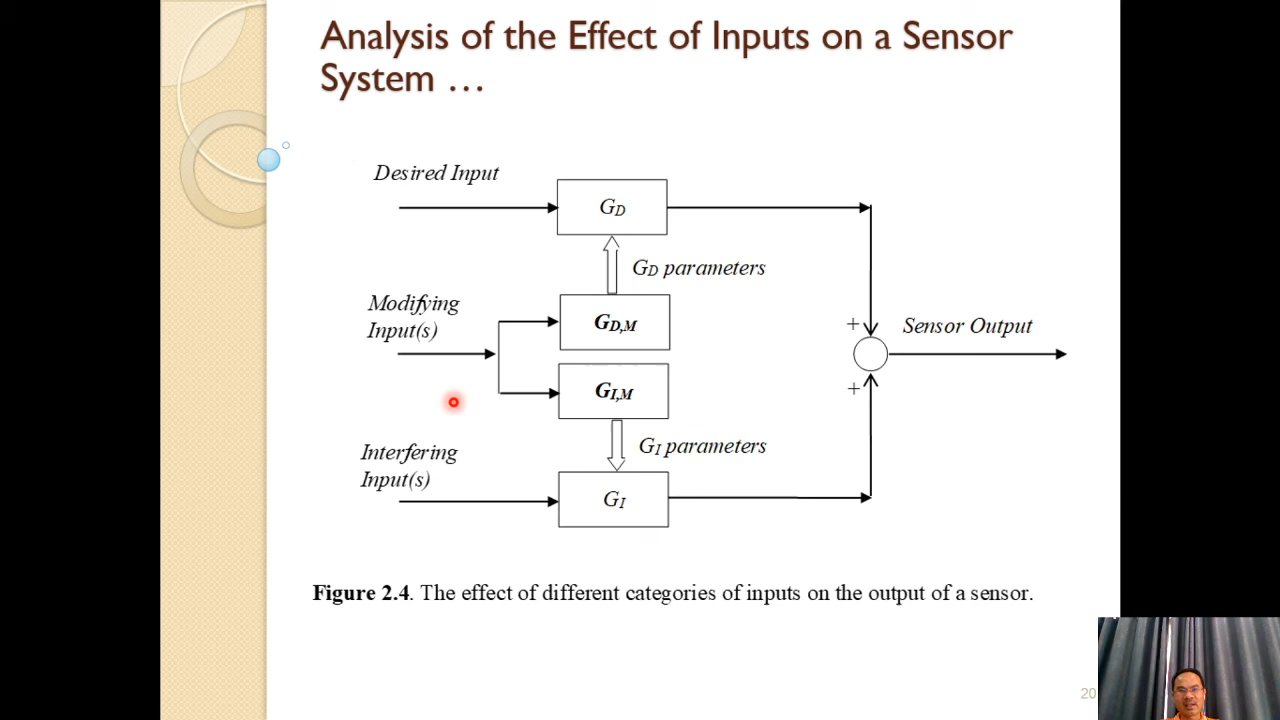 Analysis of the Effect of Inputs on a Sensor
System …
Desired Input
GD
GD parameters
Modifying
Input(s)
GD,M
+
Sensor Output
GI,M
+
Interfering
Input(s)
GI parameters
GI
Figure 2.4. The effect of different categories of inputs on the output of a sensor.
20